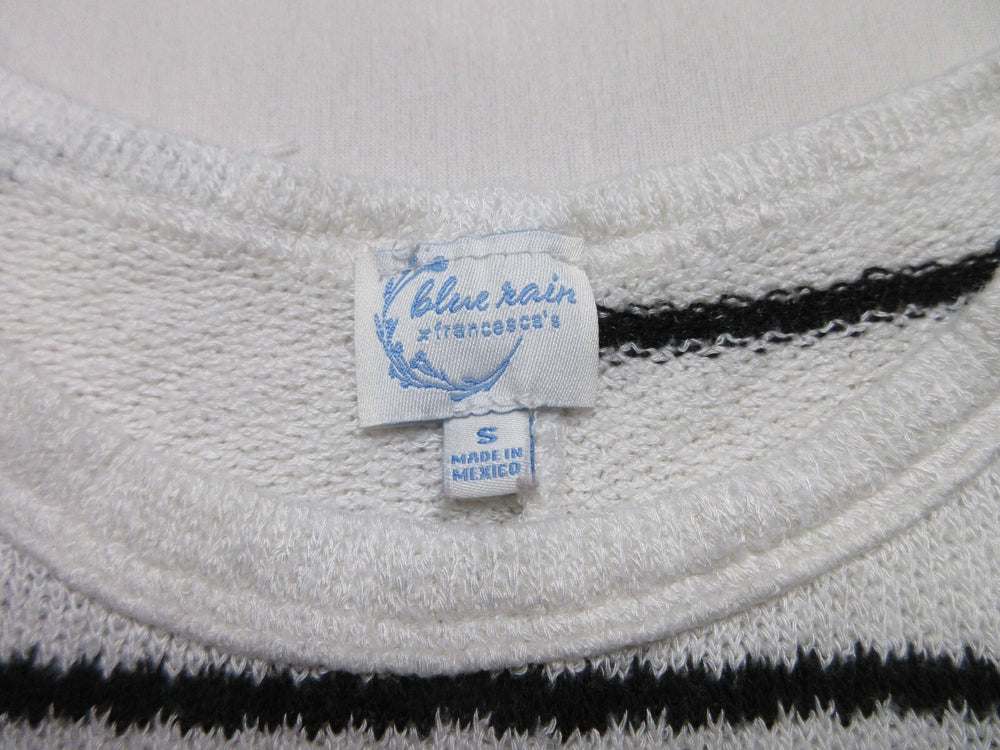 blue rain
x francesca's
S
MADE IN
MEXICO